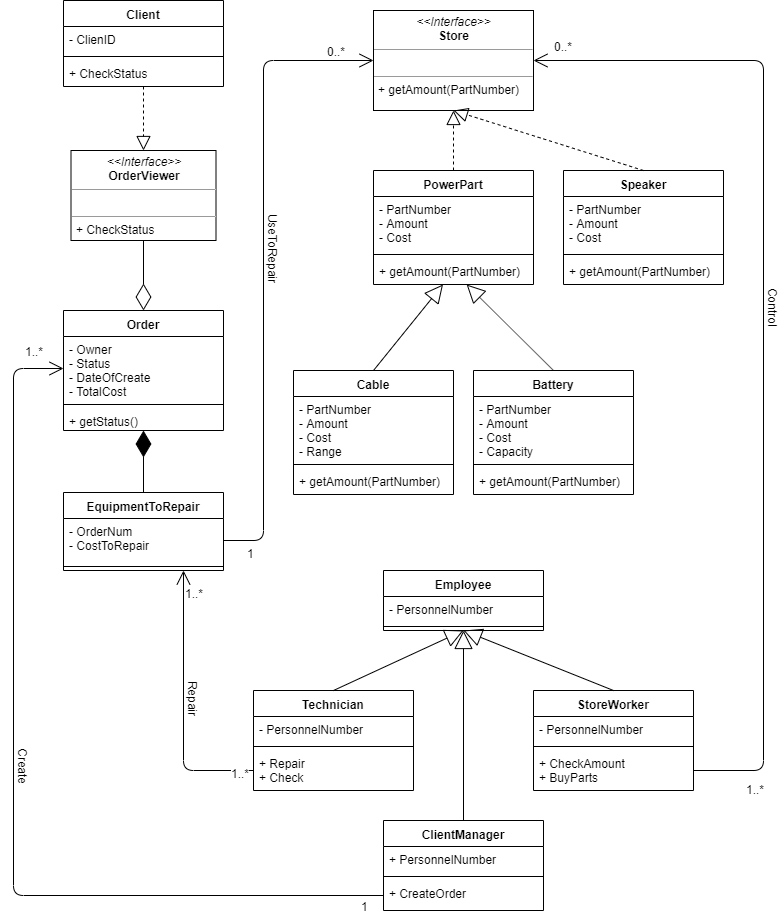 Client
- ClienID
+ CheckStatus
<<Interface>>
Store
+ getAmount(PartNumber)
0..*
0..*
<<Interface>>
OrderViewer
+ CheckStatus
PowerPart
- PartNumber
- Amount
- Cost
+ getAmount(PartNumber)
Speaker
- PartNumber
- Amount
- Cost
+ getAmount(PartNumber)
UseToRepair
Control
Order
- Owner
- Status
- DateOfCreate
- TotalCost
+ getStatus()
1..*
Cable
- PartNumber
- Amount
- Cost
- Range
+ getAmount(PartNumber)
Battery
- PartNumber
- Amount
- Cost
- Capacity
+ getAmount(PartNumber)
EquipmentToRepair
- OrderNum
- CostToRepair
1
1..*
Employee
- PersonnelNumber
Repair
Technician
- PersonnelNumber
+ Repair
+ Check
1..*
StoreWorker
- PersonnelNumber
+ CheckAmount
+ BuyParts
1..*
Create
ClientManager
+ PersonnelNumber
+ CreateOrder
1